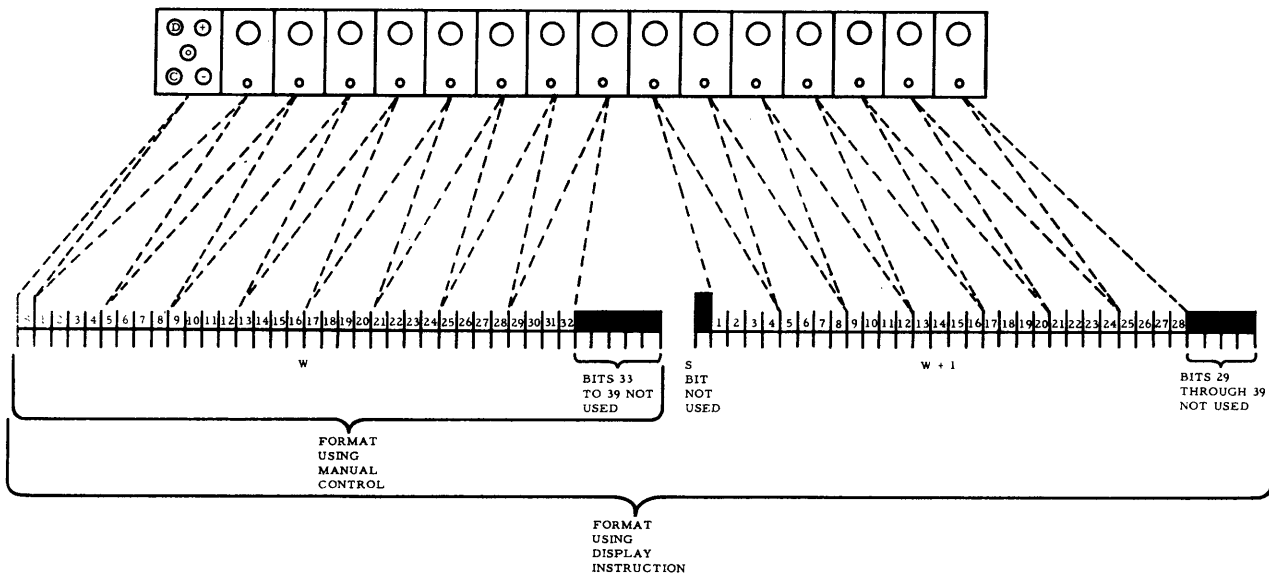 D + O C -
S 1 2 3 4 5 6 7 8 9 10 11 12 13 14 15 16 17 18 19 20 21 22 23 24 25 26 27 28 29 30 31 32
1 2 3 4 5 6 7 8 9 10 11 12 13 14 15 16 17 18 19 20 21 22 23 24 25 26 27 28
W
BITS 33
TO 39 NOT
USED
S
BIT
NOT
USED
W + 1
BITS 29
THROUGH 39
NOT USED
FORMAT
USING
MANUAL
CONTROL
FORMAT
USING
DISPLAY
INSTRUCTION